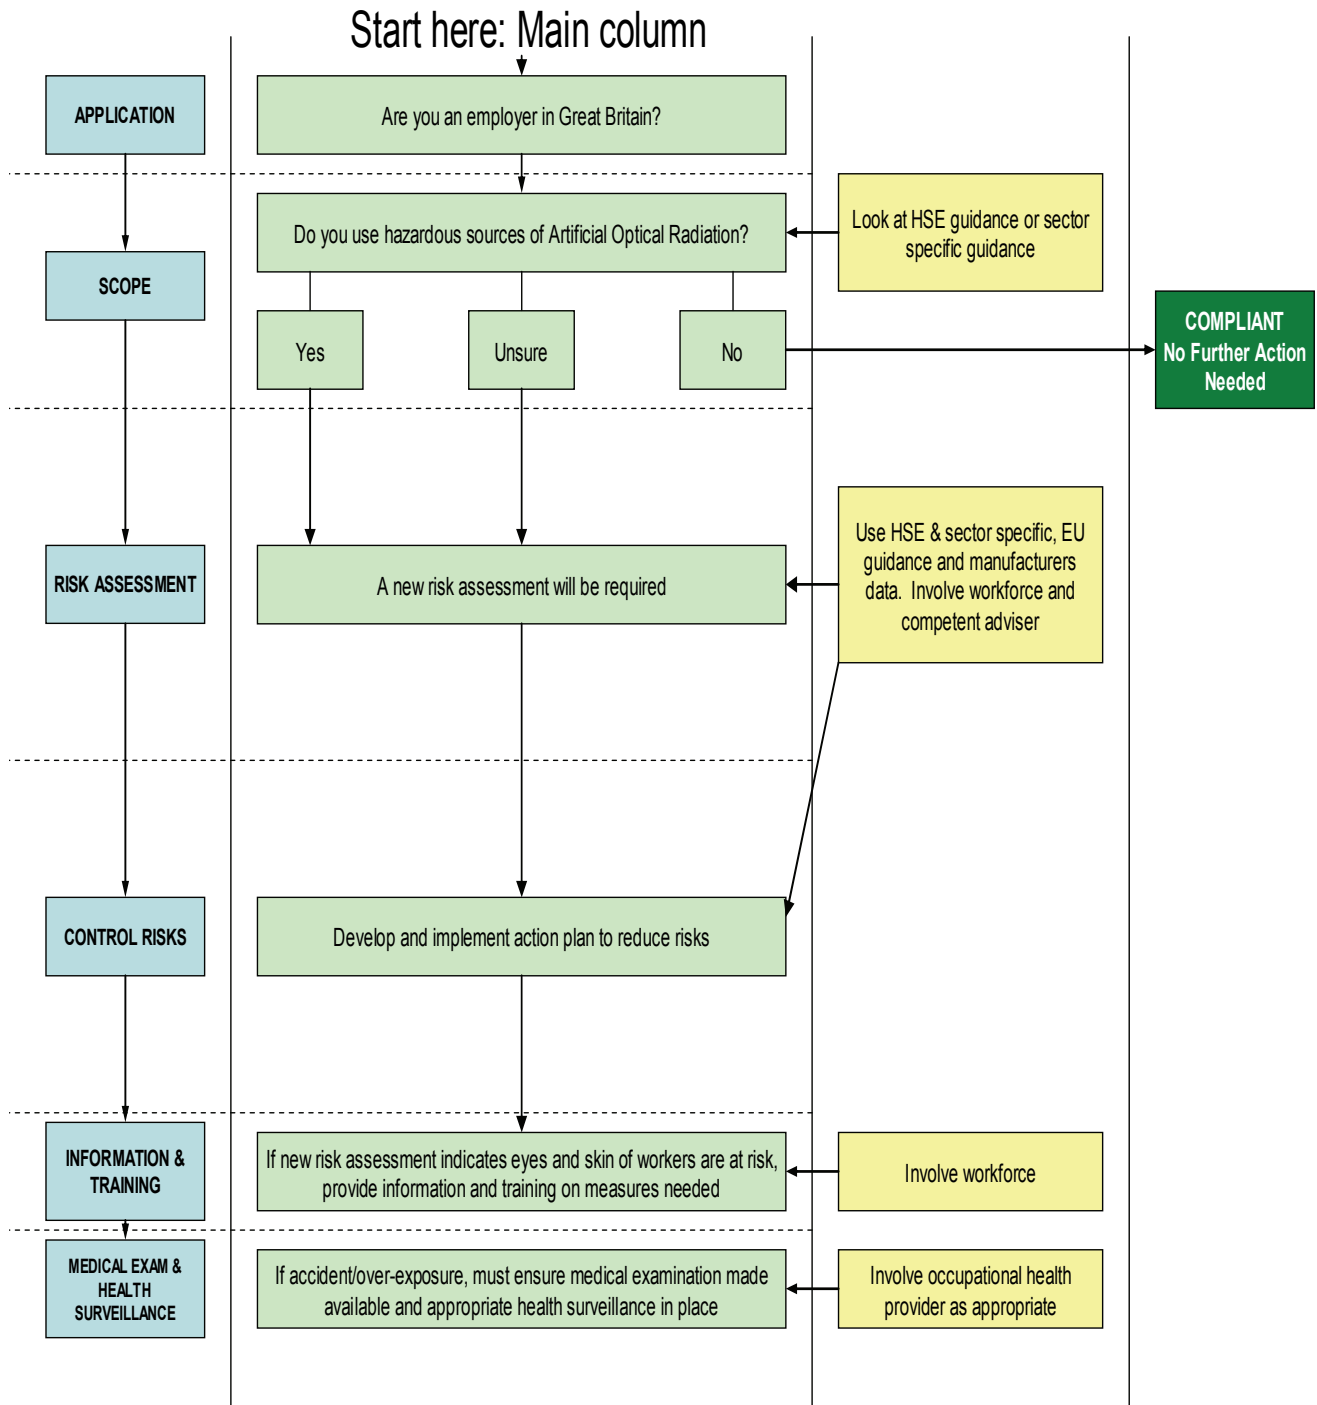 Start here: Main column
APPLICATION
Are you an employer in Great Britain?
Do you use hazardous sources of Artificial Optical Radiation?
Look at HSE guidance or sector
specific guidance
SCOPE
Yes
Unsure
No
COMPLIANT
No Further Action
Needed
RISK ASSESSMENT
A new risk assessment will be required
Use HSE & sector specific, EU
guidance and manufacturers
data. Involve workforce and
competent adviser
CONTROL RISKS
Develop and implement action plan to reduce risks
INFORMATION &
TRAINING
If new risk assessment indicates eyes and skin of workers are at risk,
provide information and training on measures needed
Involve workforce
MEDICAL EXAM &
HEALTH
SURVEILLANCE
If accident/over-exposure, must ensure medical examination made
available and appropriate health surveillance in place
Involve occupational health
provider as appropriate